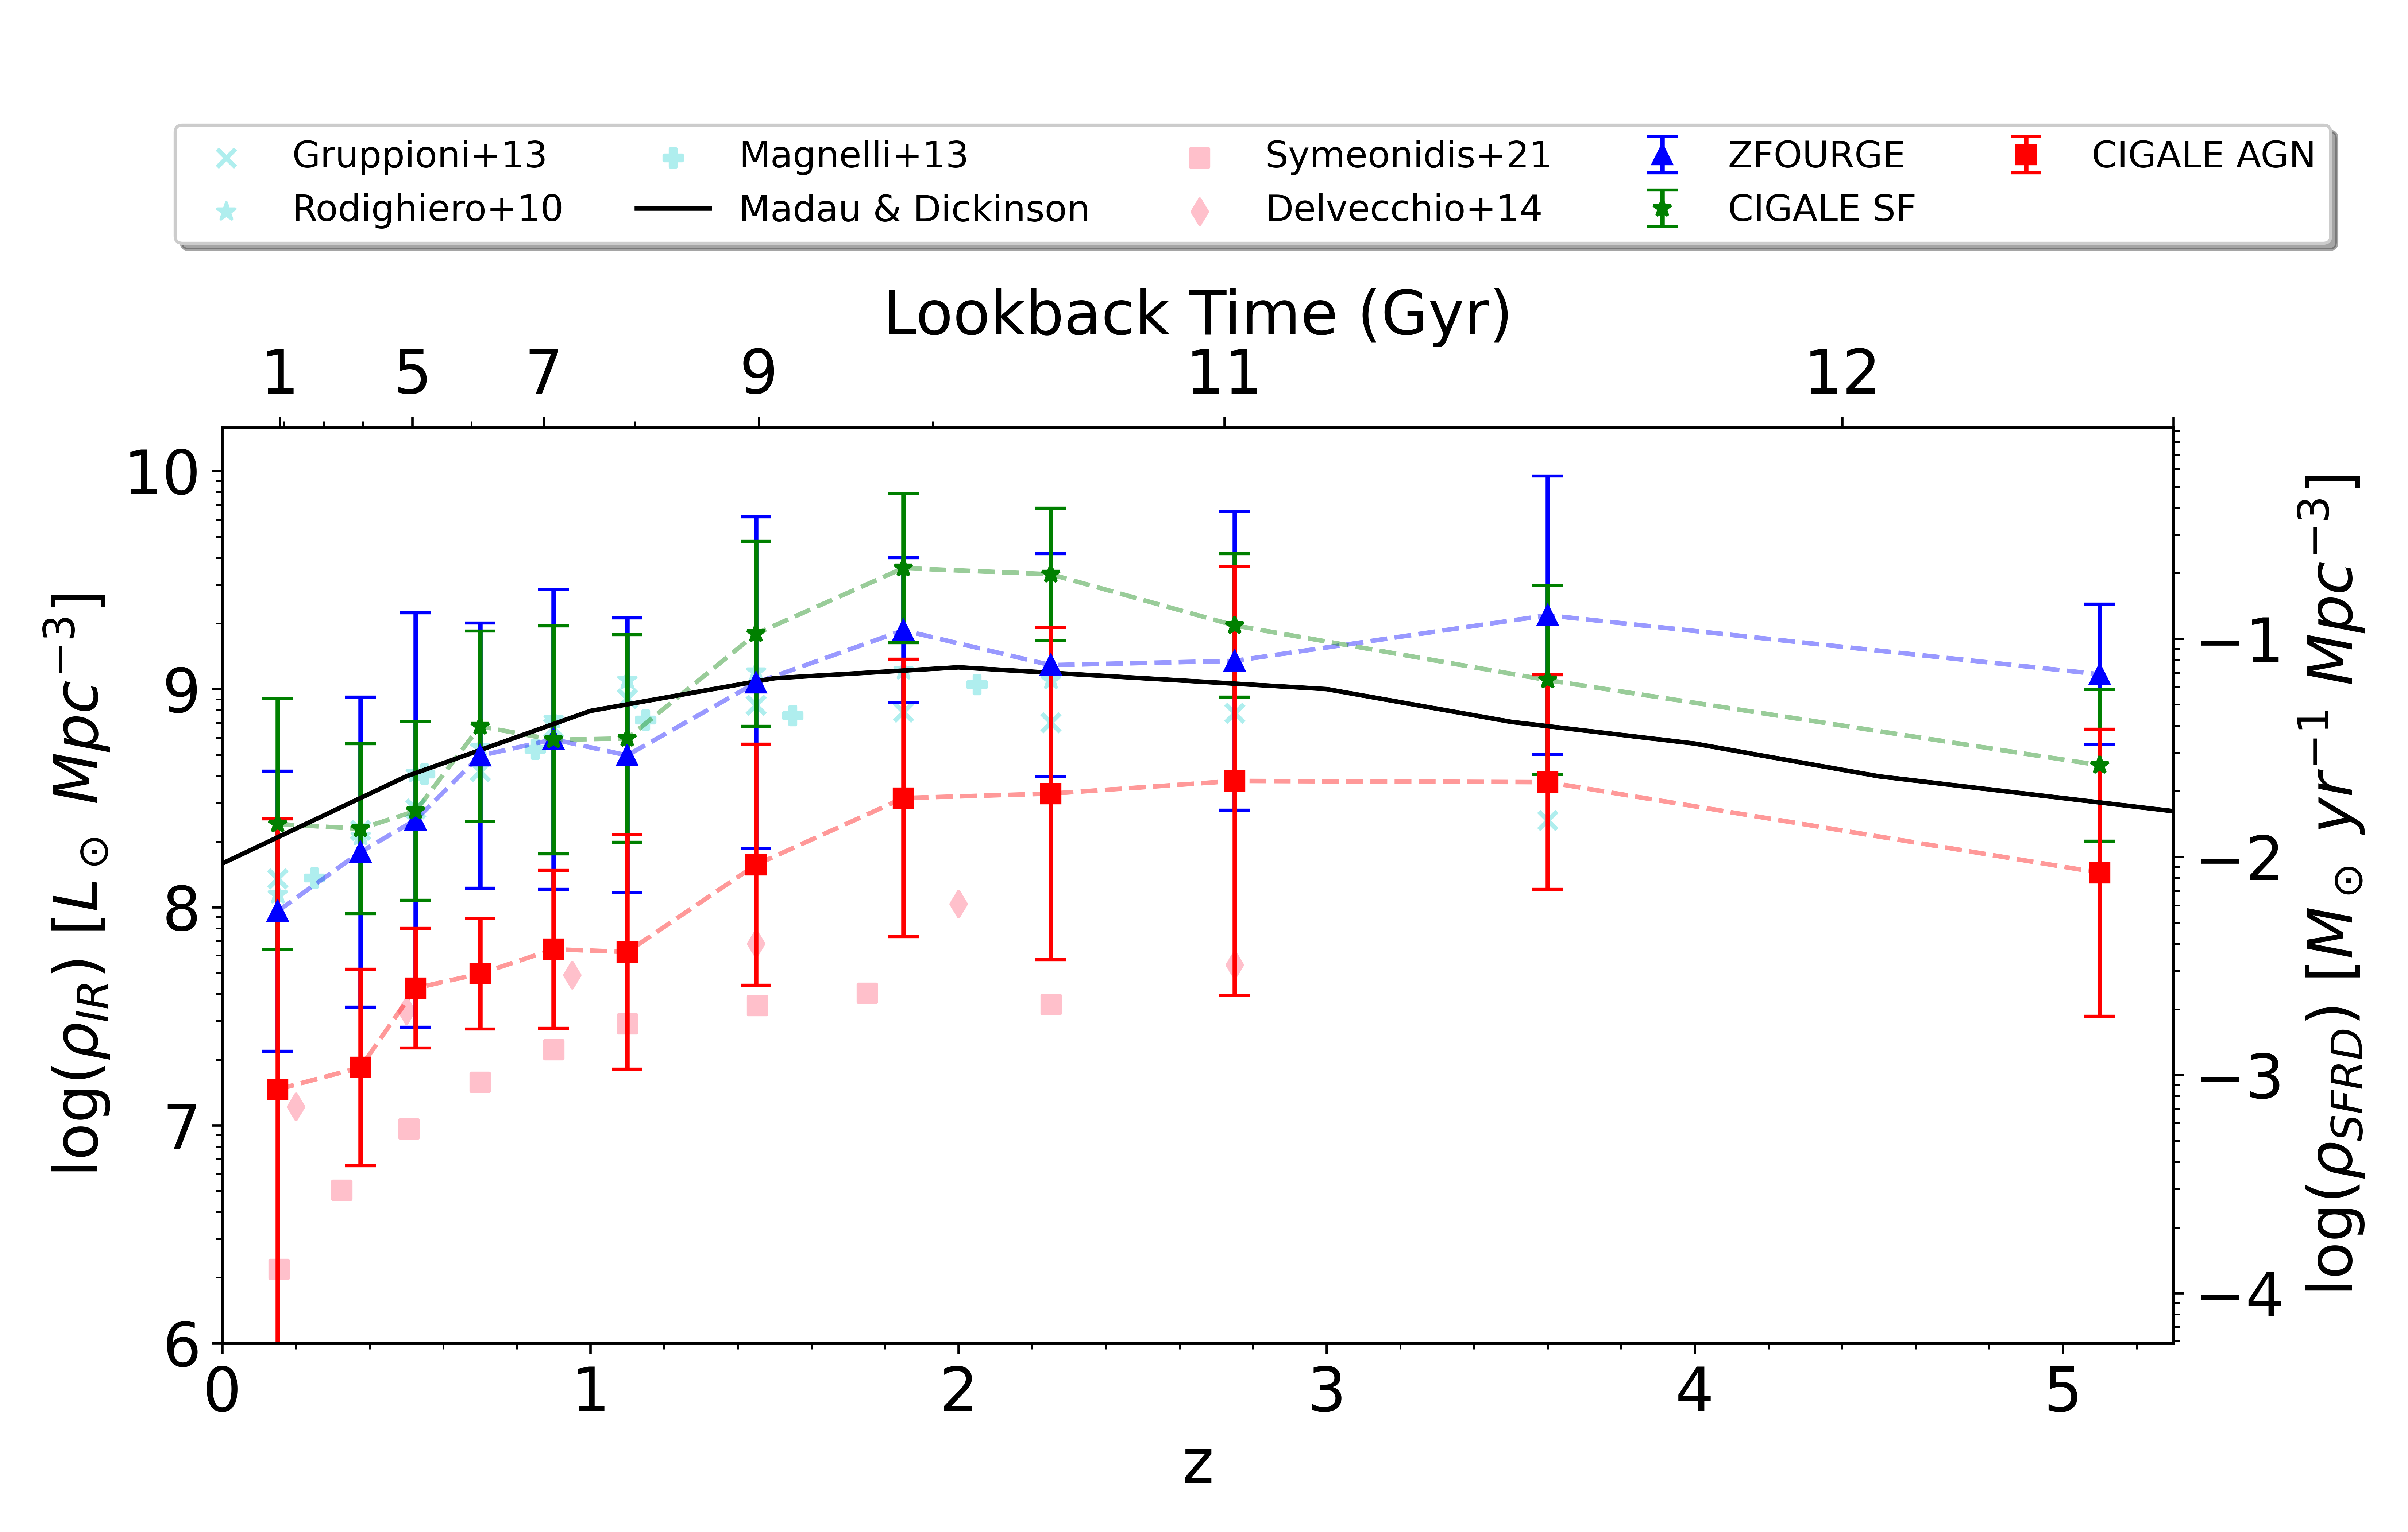 Gruppioni+13 Magnelli+13 Symeonidis+21 ZFOURGE CIGALE AGN
Rodighiero+10 Madau & Dickinson Delvecchio+14 CIGALE SF
Lookback Time (Gyr)
1 5 7 9 11 12
log(ρ_IR) [L⊙ Mpc⁻³]
10
9
8
7
6
−1
−2
−3
−4
log(ρ_SFRD) [M⊙ yr⁻¹ Mpc⁻³]
0 1 2 3 4 5
z